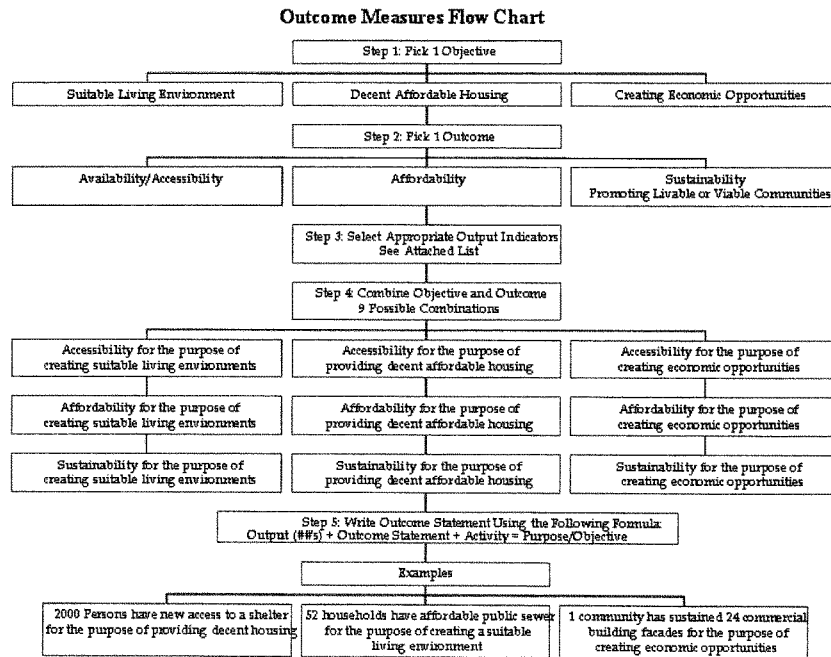 Outcome Measures Flow Chart
Step 1: Pick 1 Objective
Suitable Living Environment
Decent Affordable Housing
Creating Economic Opportunities
Step 2: Pick 1 Outcome
Availability/Accessibility
Affordability
Sustainability
Promoting Livable or Viable Communities
Step 3: Select Appropriate Output Indicators
See Attached List
Step 4: Combine Objective and Outcome
9 Possible Combinations
Accessibility for the purpose of
creating suitable living environments
Accessibility for the purpose of
providing decent affordable housing
Accessibility for the purpose of
creating economic opportunities
Affordability for the purpose of
creating suitable living environments
Affordability for the purpose of
providing decent affordable housing
Affordability for the purpose of
creating economic opportunities
Sustainability for the purpose of
creating suitable living environments
Sustainability for the purpose of
providing decent affordable housing
Sustainability for the purpose of
creating economic opportunities
Step 5: Write Outcome Statement Using the Following Formula:
Output (##s) + Outcome Statement + Activity = Purpose/Objective
Examples
2000 Persons have new access to a shelter
for the purpose of providing decent housing
52 households have affordable public sewer
for the purpose of creating a suitable
living environment
1 community has sustained 24 commercial
building facades for the purpose of
creating economic opportunities